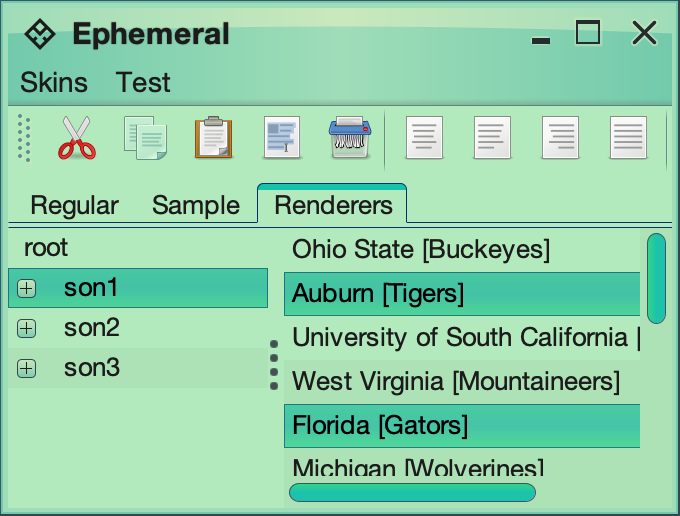 Ephemeral
Skins Test
Regular Sample Renderers
root
son1
son2
son3
Ohio State [Buckeyes]
Auburn [Tigers]
University of South California [
West Virginia [Mountaineers]
Florida [Gators]
Michigan [Wolverines]